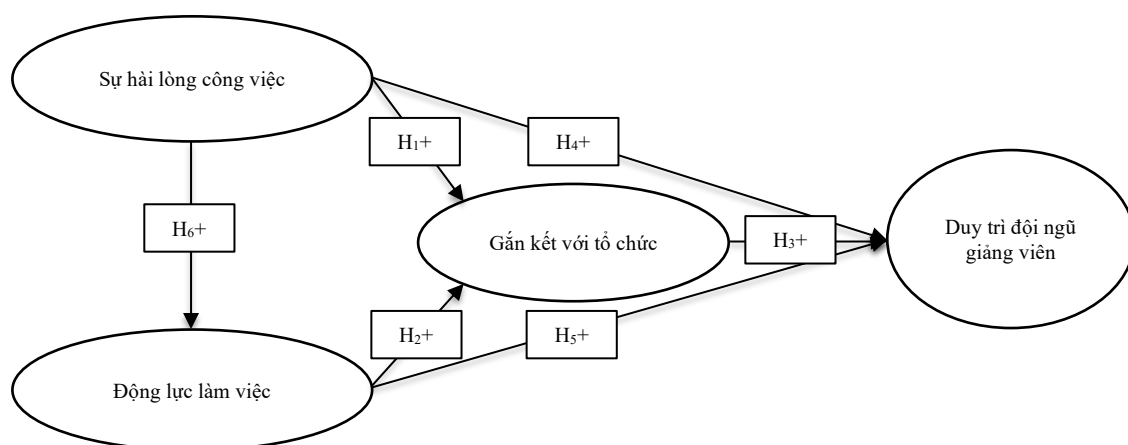 Sự hài lòng công việc
H₁+
H₄+
H₆+
Gắn kết với tổ chức
H₃+
Duy trì đội ngũ
giảng viên
H₂+
H₅+
Động lực làm việc